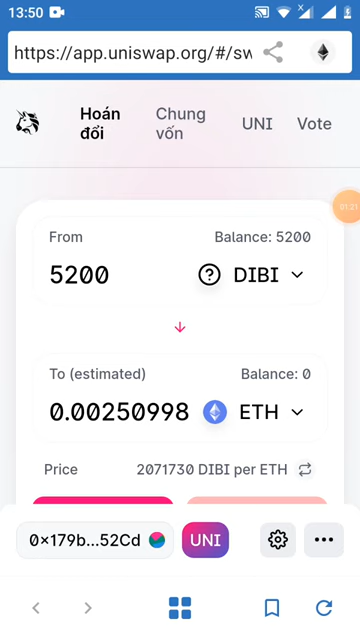 13:50
https://app.uniswap.org/#/sw
Hoán đổi
Chung vốn
UNI
Vote
01:21
From
Balance: 5200
5200
DIBI
To (estimated)
Balance: 0
0.00250998
ETH
Price
2071730 DIBI per ETH
0x179b...52Cd
UNI